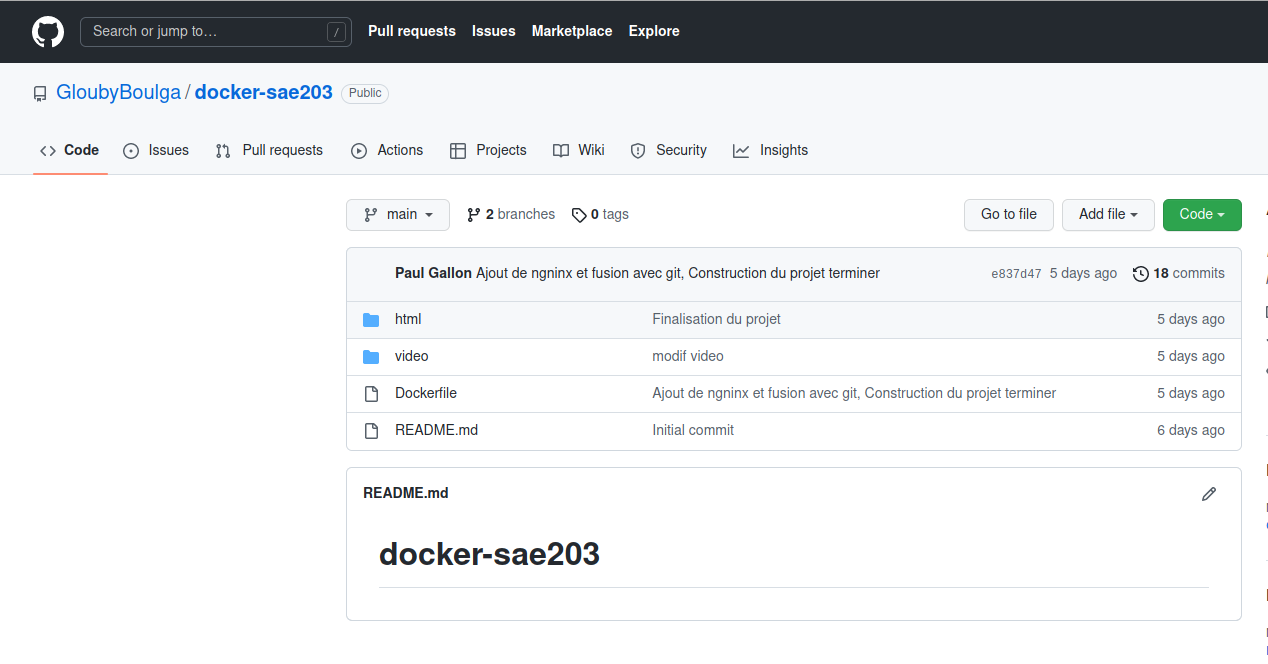 Search or jump to… / Pull requests Issues Marketplace Explore
GloubyBoulga / docker-sae203 Public
Code Issues Pull requests Actions Projects Wiki Security Insights
main 2 branches 0 tags Go to file Add file Code
Paul Gallon Ajout de ngninx et fusion avec git, Construction du projet terminer e837d47 5 days ago 18 commits
html Finalisation du projet 5 days ago
video modif video 5 days ago
Dockerfile Ajout de ngninx et fusion avec git, Construction du projet terminer 5 days ago
README.md Initial commit 6 days ago
README.md
docker-sae203